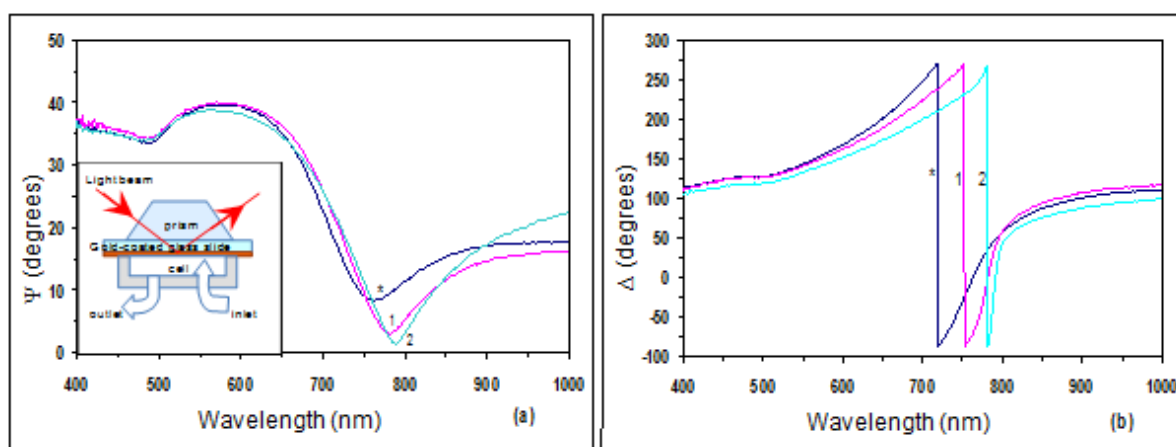 50
40
30
20
10
0
Ψ (degrees)
Light beam
prism
Gold-coated glass slide
cell
outlet
inlet
*
1
2
400 500 600 700 800 900 1000
Wavelength (nm)
(a)
300
250
200
150
100
50
0
-50
-100
Δ (degrees)
* 1 2
400 500 600 700 800 900 1000
Wavelength (nm)
(b)